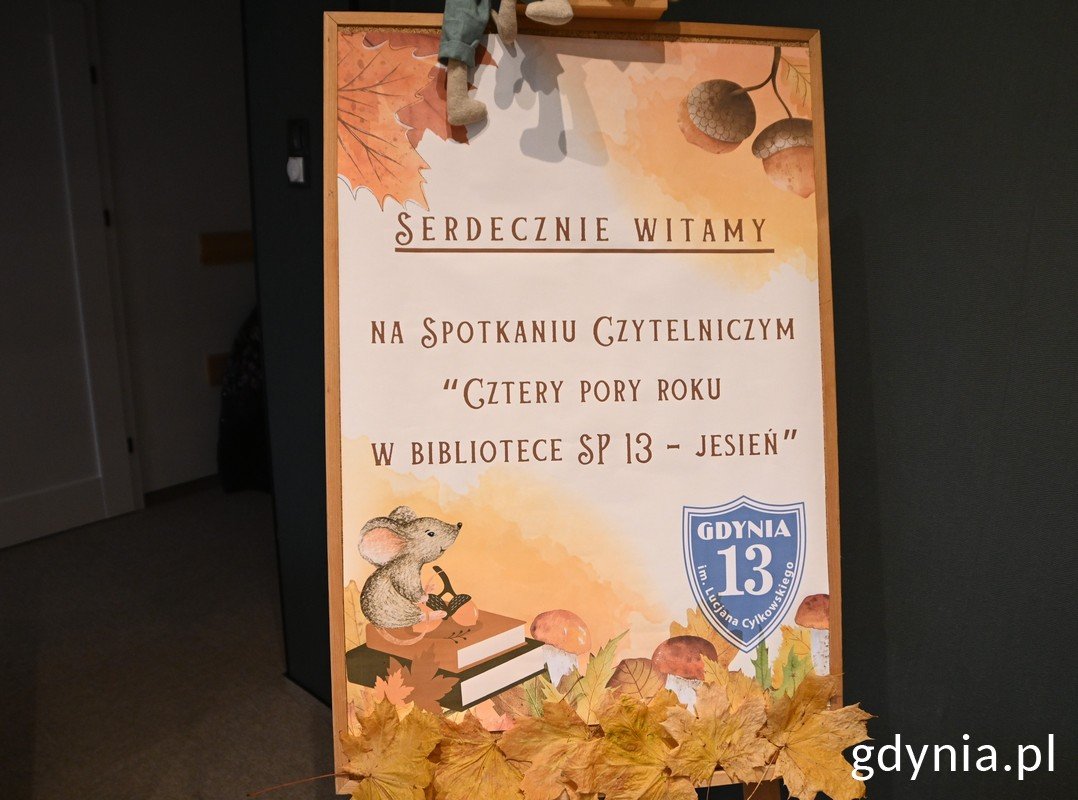 Serdecznie witamy
na Spotkaniu Czytelniczym
“Cztery pory roku
w bibliotece SP 13 – jesień”
GDYNIA
13
im. Lucjana Cylkowskiego
gdynia.pl